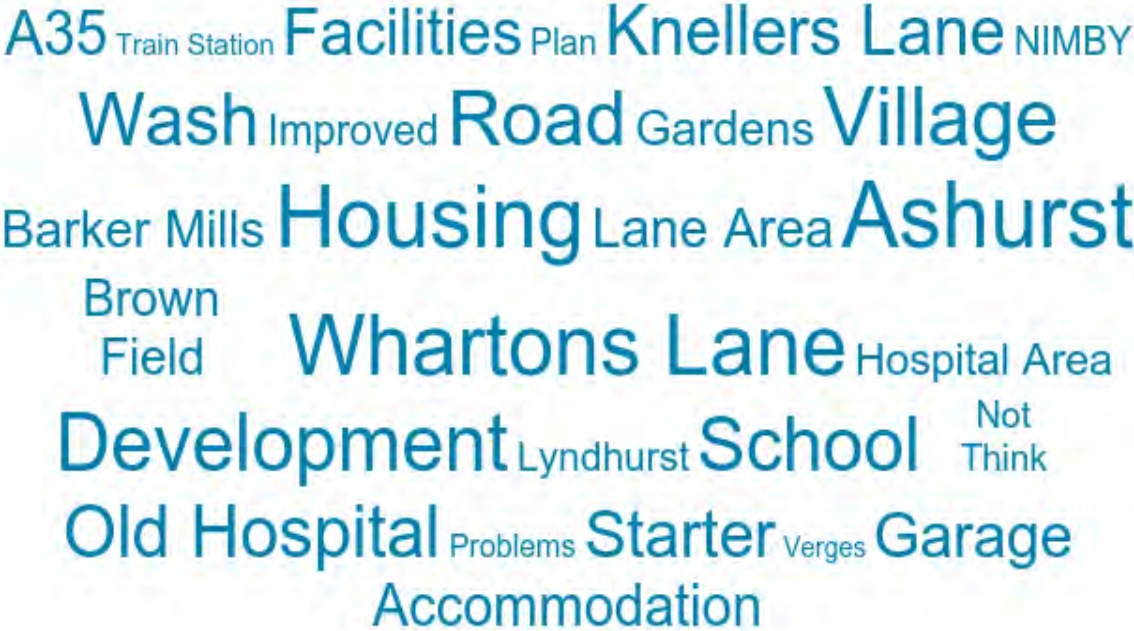 A35 Train Station Facilities Plan Knellers Lane NIMBY
Wash Improved Road Gardens Village
Barker Mills Housing Lane Area Ashurst
Brown
Field
Whartons Lane Hospital Area
Development Lyndhurst School
Not
Think
Old Hospital Problems Starter Verges Garage
Accommodation